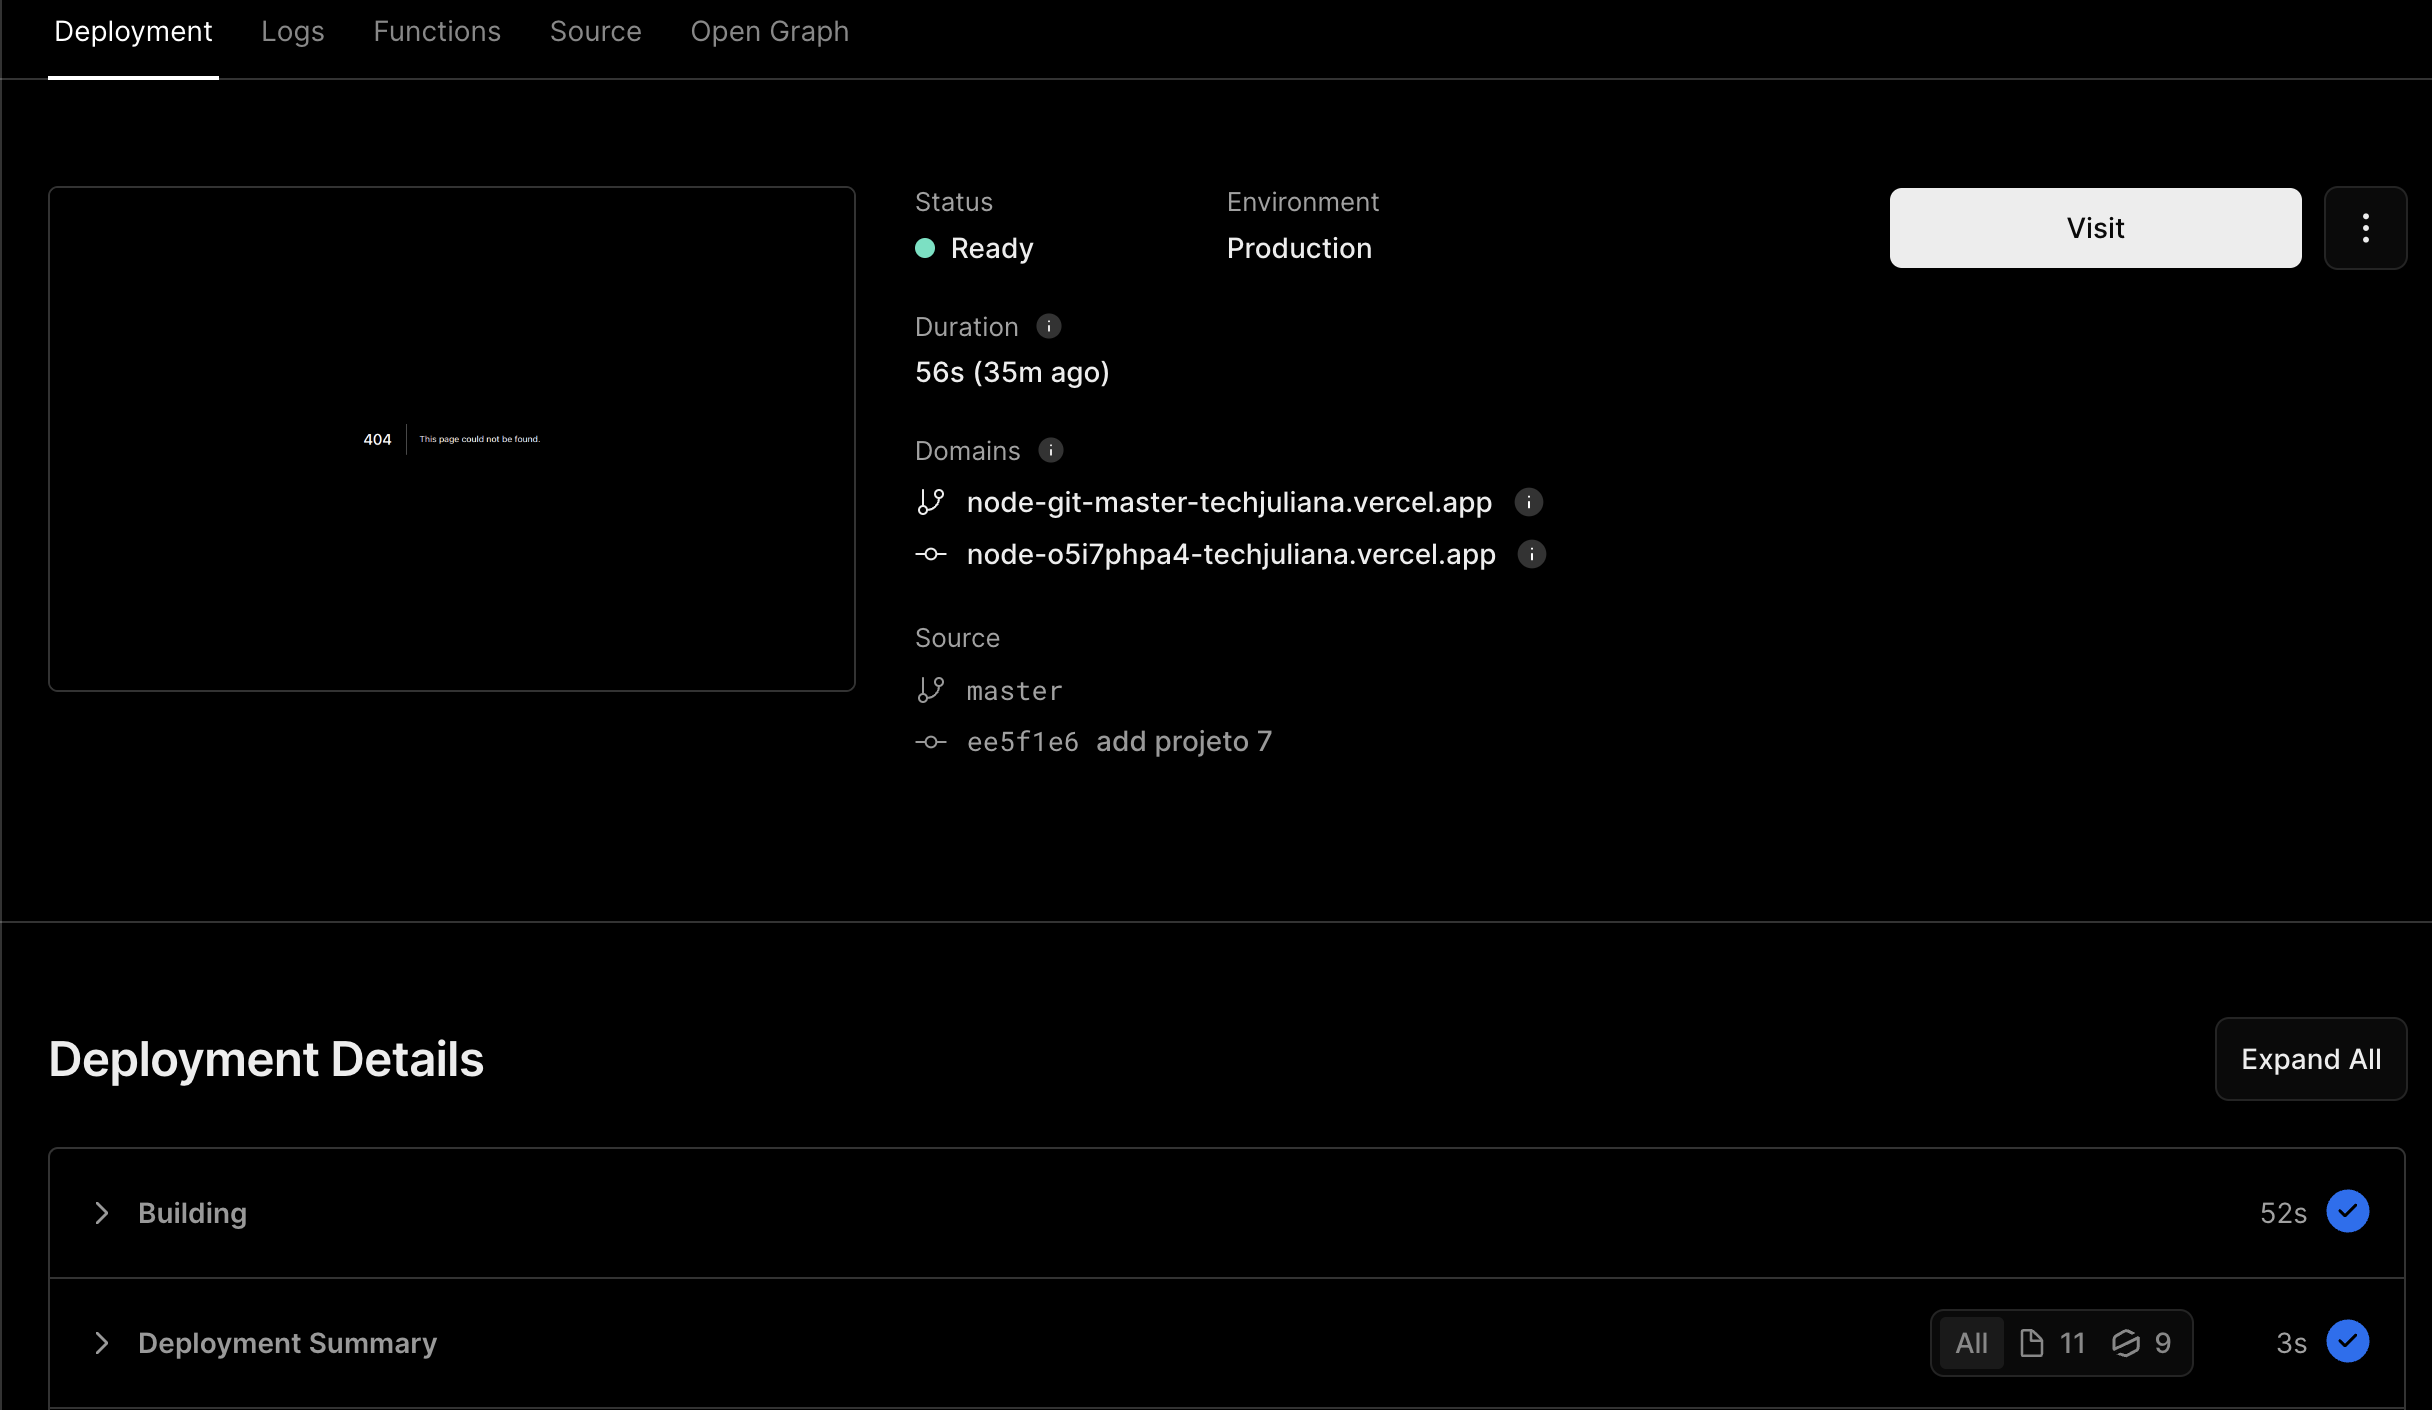 Deployment Logs Functions Source Open Graph
404 This page could not be found.
Status Environment
Ready Production
Visit
Duration
56s (35m ago)
Domains
node-git-master-techjuliana.vercel.app
node-o5i7phpa4-techjuliana.vercel.app
Source
master
ee5f1e6 add projeto 7
Deployment Details
Expand All
Building 52s
Deployment Summary All 11 9 3s